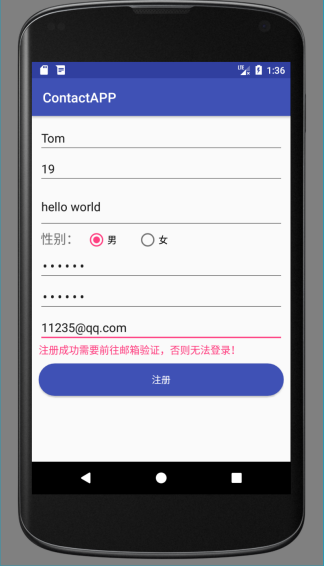 1:36
ContactAPP
Tom
19
hello world
性别： 男 女
••••••
••••••
11235@qq.com
注册成功需要前往邮箱验证，否则无法登录！
注册